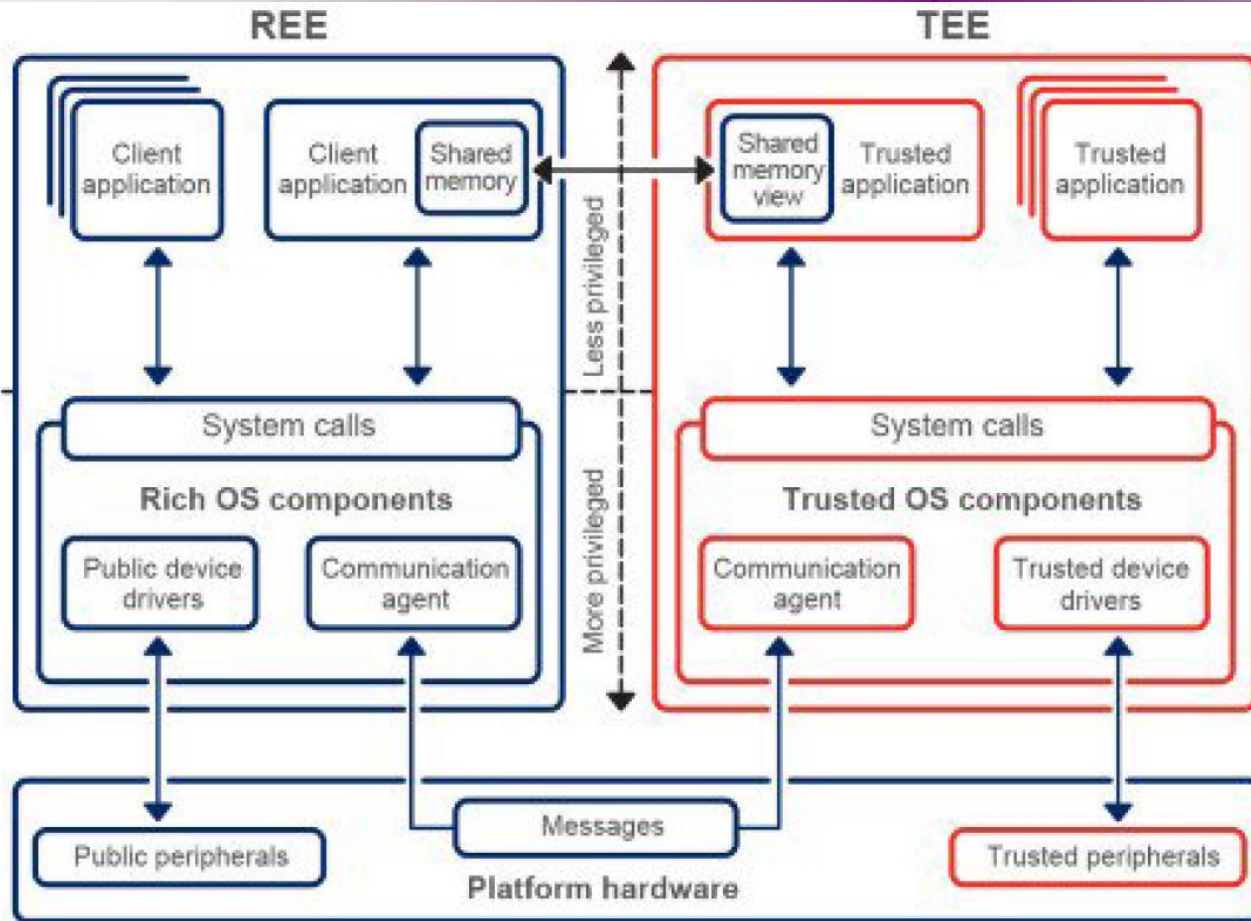 REE
TEE
Client
application
Client
application
Shared
memory
Shared
memory
view
Trusted
application
Trusted
application
Less privileged
System calls
System calls
Rich OS components
Trusted OS components
More privileged
Public device
drivers
Communication
agent
Communication
agent
Trusted device
drivers
Messages
Public peripherals
Trusted peripherals
Platform hardware